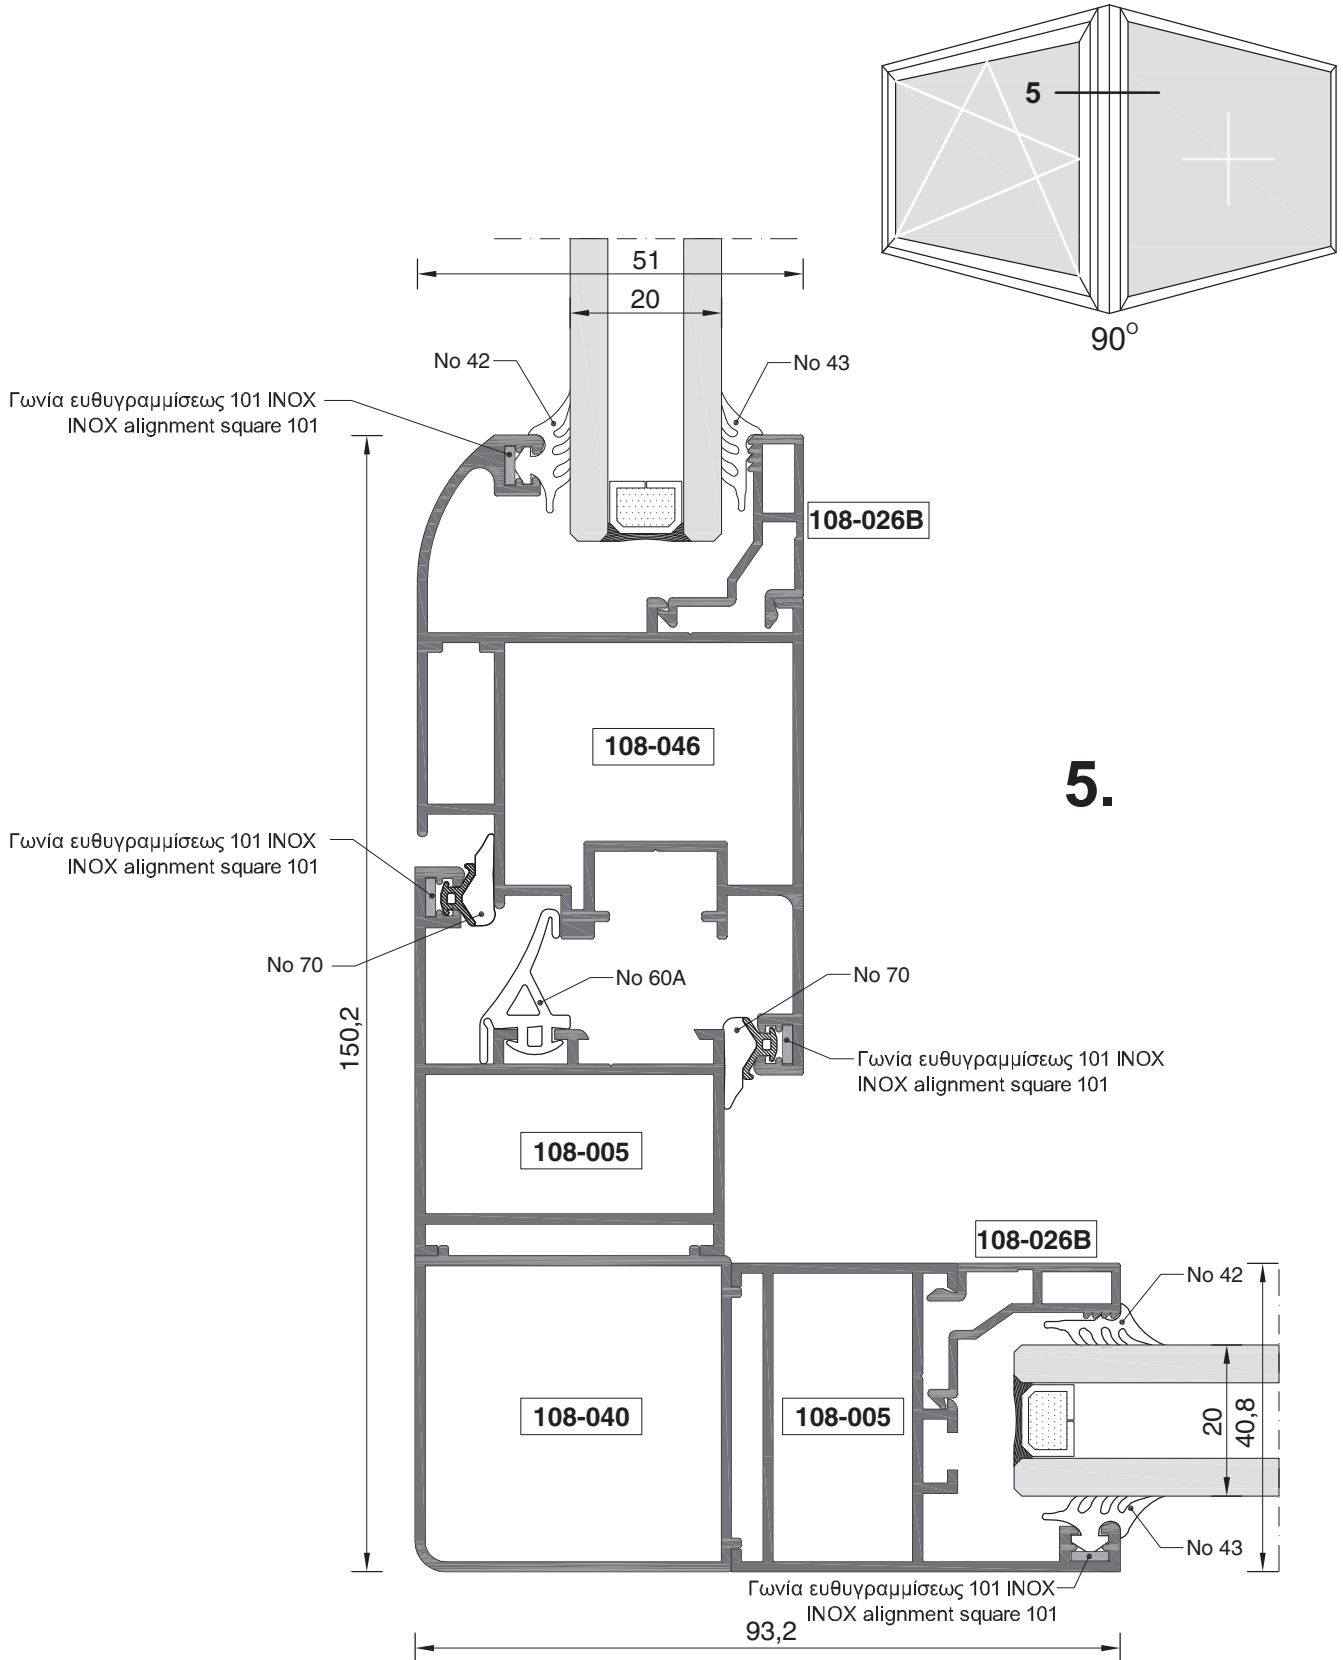 5
90°
51
20
No 42
No 43
Γωνία ευθυγραμμίσεως 101 INOX
INOX alignment square 101
108-026B
108-046
5.
Γωνία ευθυγραμμίσεως 101 INOX
INOX alignment square 101
No 70
No 60A
No 70
150,2
Γωνία ευθυγραμμίσεως 101 INOX
INOX alignment square 101
108-005
108-026B
No 42
108-040
108-005
20
40,8
No 43
Γωνία ευθυγραμμίσεως 101 INOX
INOX alignment square 101
93,2